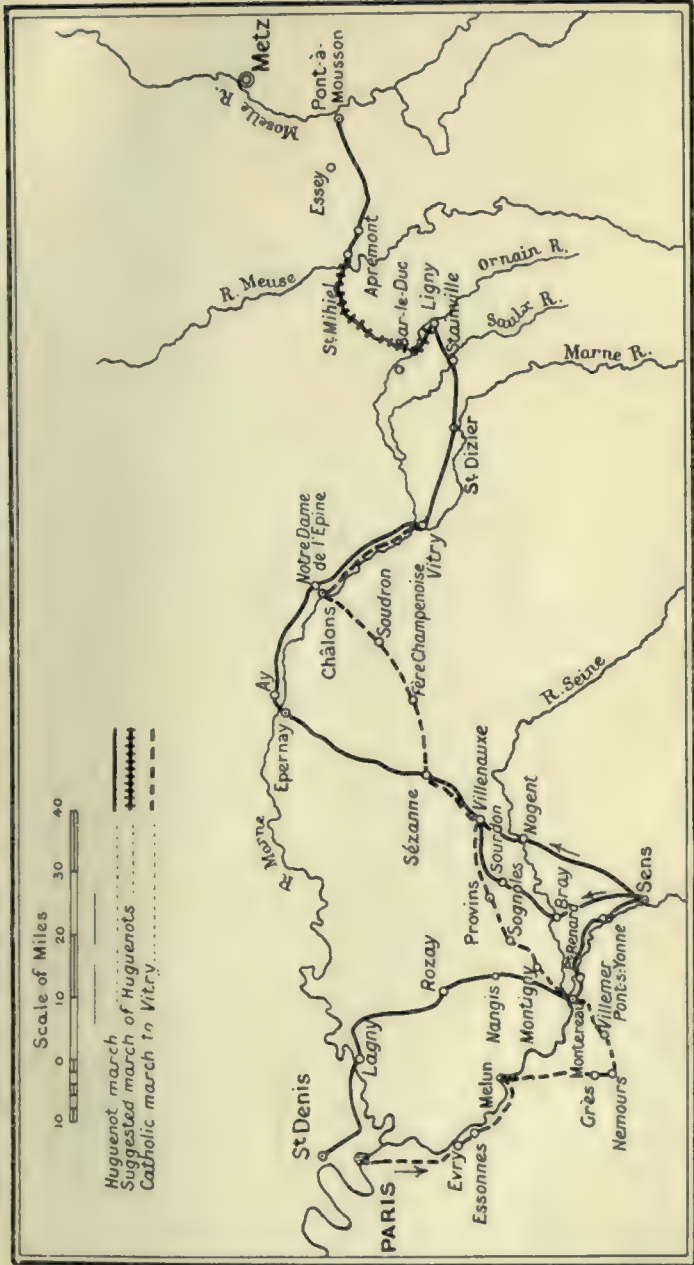 Scale of Miles
10 0 10 20 30 40
Huguenot march
Suggested march of Huguenots
Catholic march in Vitry
Metz
Moselle R.
Pont-à-
Mousson
Essey
R. Meuse
Apremont
St. Mihiel
Bar-le-Duc
Ligny
Ornain R.
Stainville
Saulx R.
Marne R.
St Dizier
Vitry
Notre Dame
de l'Epine
Châlons
Soudron
Fère Champenoise
Ay
Epernay
R. Marne
Sézanne
Villenauxe
R. Seine
Nogent
Sourdon
Provins
Sognoles
Bray
Sens
Pt Renard
Pont-s-Yonne
Villemer
Montereau
Montigny
Nangis
Rozay
Lagny
St Denis
PARIS
Evry
Essonnes
Melun
Grès
Nemours